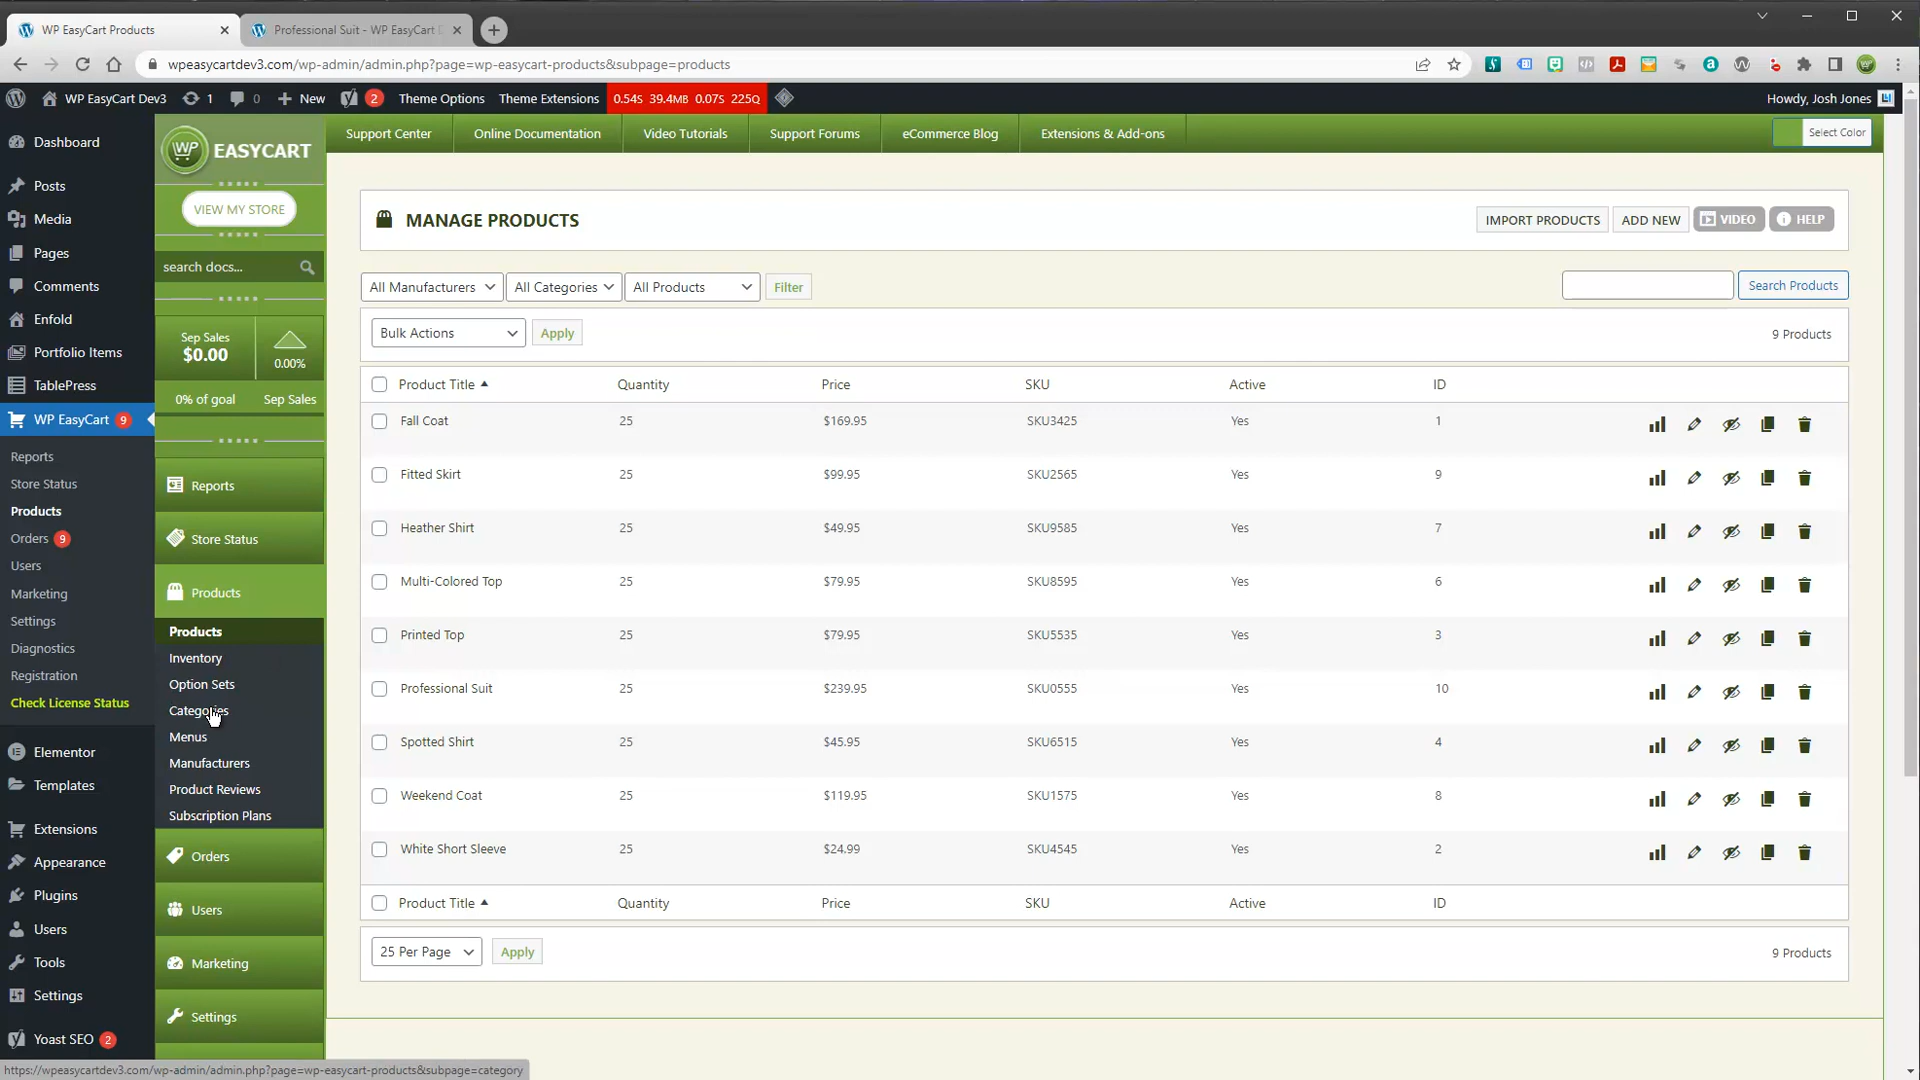 WP EasyCart Products
Professional Suit - WP EasyCart
wpeasycartdev3.com/wp-admin/admin.php?page=wp-easycart-products&subpage=products
WP EasyCart Dev3 1 0 New 2 Theme Options Theme Extensions 0.54S 39.4MB 0.07S 225Q Howdy, Josh Jones
Dashboard
Posts
Media
Pages
Comments
Enfold
Portfolio Items
TablePress
WP EasyCart 9
Reports
Store Status
Products
Orders 9
Users
Marketing
Settings
Diagnostics
Registration
Check License Status
Elementor
Templates
Extensions
Appearance
Plugins
Users
Tools
Settings
Yoast SEO 2
WP EASYCART
VIEW MY STORE
search docs...
Sep Sales
$0.00
0.00%
0% of goal Sep Sales
Reports
Store Status
Products
Products
Inventory
Option Sets
Categories
Menus
Manufacturers
Product Reviews
Subscription Plans
Orders
Users
Marketing
Settings
Support Center Online Documentation Video Tutorials Support Forums eCommerce Blog Extensions & Add-ons Select Color
MANAGE PRODUCTS IMPORT PRODUCTS ADD NEW VIDEO HELP
All Manufacturers All Categories All Products Filter Search Products
Bulk Actions Apply 9 Products
Product Title Quantity Price SKU Active ID
Fall Coat 25 $169.95 SKU3425 Yes 1
Fitted Skirt 25 $99.95 SKU2565 Yes 9
Heather Shirt 25 $49.95 SKU9585 Yes 7
Multi-Colored Top 25 $79.95 SKU8595 Yes 6
Printed Top 25 $79.95 SKU5535 Yes 3
Professional Suit 25 $239.95 SKU0555 Yes 10
Spotted Shirt 25 $45.95 SKU6515 Yes 4
Weekend Coat 25 $119.95 SKU1575 Yes 8
White Short Sleeve 25 $24.99 SKU4545 Yes 2
Product Title Quantity Price SKU Active ID
25 Per Page Apply 9 Products
https://wpeasycartdev3.com/wp-admin/admin.php?page=wp-easycart-products&subpage=category